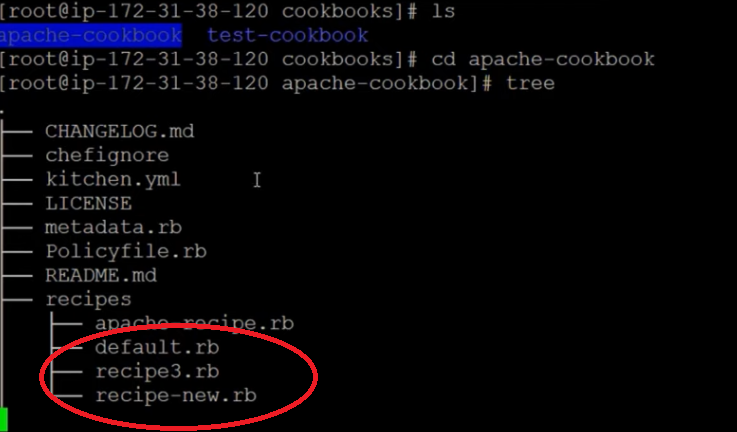 [root@ip-172-31-38-120 cookbooks]# ls
apache-cookbook  test-cookbook
[root@ip-172-31-38-120 cookbooks]# cd apache-cookbook
[root@ip-172-31-38-120 apache-cookbook]# tree
.
├── CHANGELOG.md
├── chefignore
├── kitchen.yml
├── LICENSE
├── metadata.rb
├── Policyfile.rb
├── README.md
├── recipes
│   ├── apache-recipe.rb
│   ├── default.rb
│   ├── recipe3.rb
│   └── recipe-new.rb